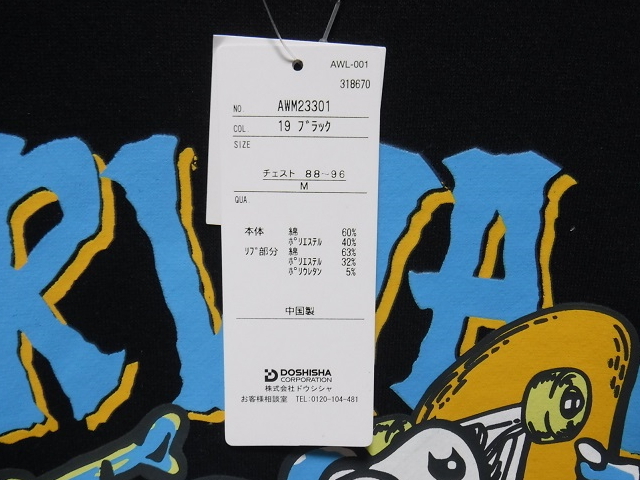 AWL-001
318670
NO. AWM23301
COL. 19 ﾌﾞﾗｯｸ
SIZE
チェスト 88~96
M
QUA.
本体 綿 60%
ﾎﾟﾘｴｽﾃﾙ 40%
ﾘﾌﾞ部分 綿 63%
ﾎﾟﾘｴｽﾃﾙ 32%
ﾎﾟﾘｳﾚﾀﾝ 5%
中国製
DOSHISHA
CORPORATION
株式会社ドウシシャ
お客様相談室 TEL:0120-104-481
RVA